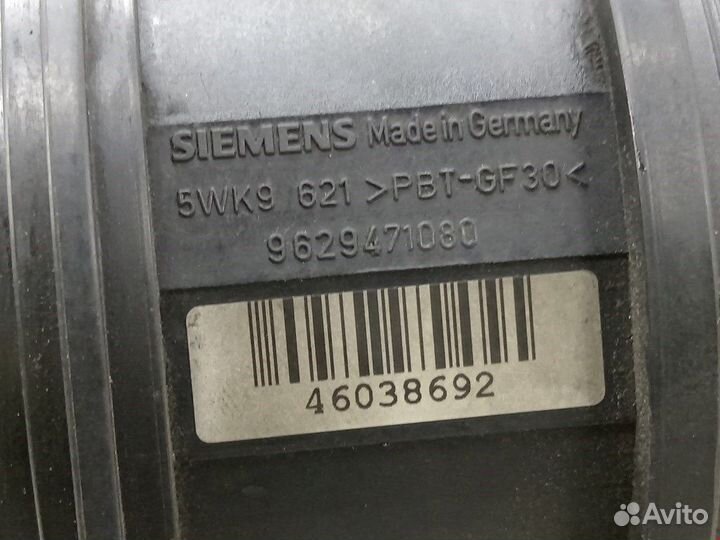 SIEMENS Made in Germany
5WK9 621 >PBT-GF30<
9629471080
46038692
Avito